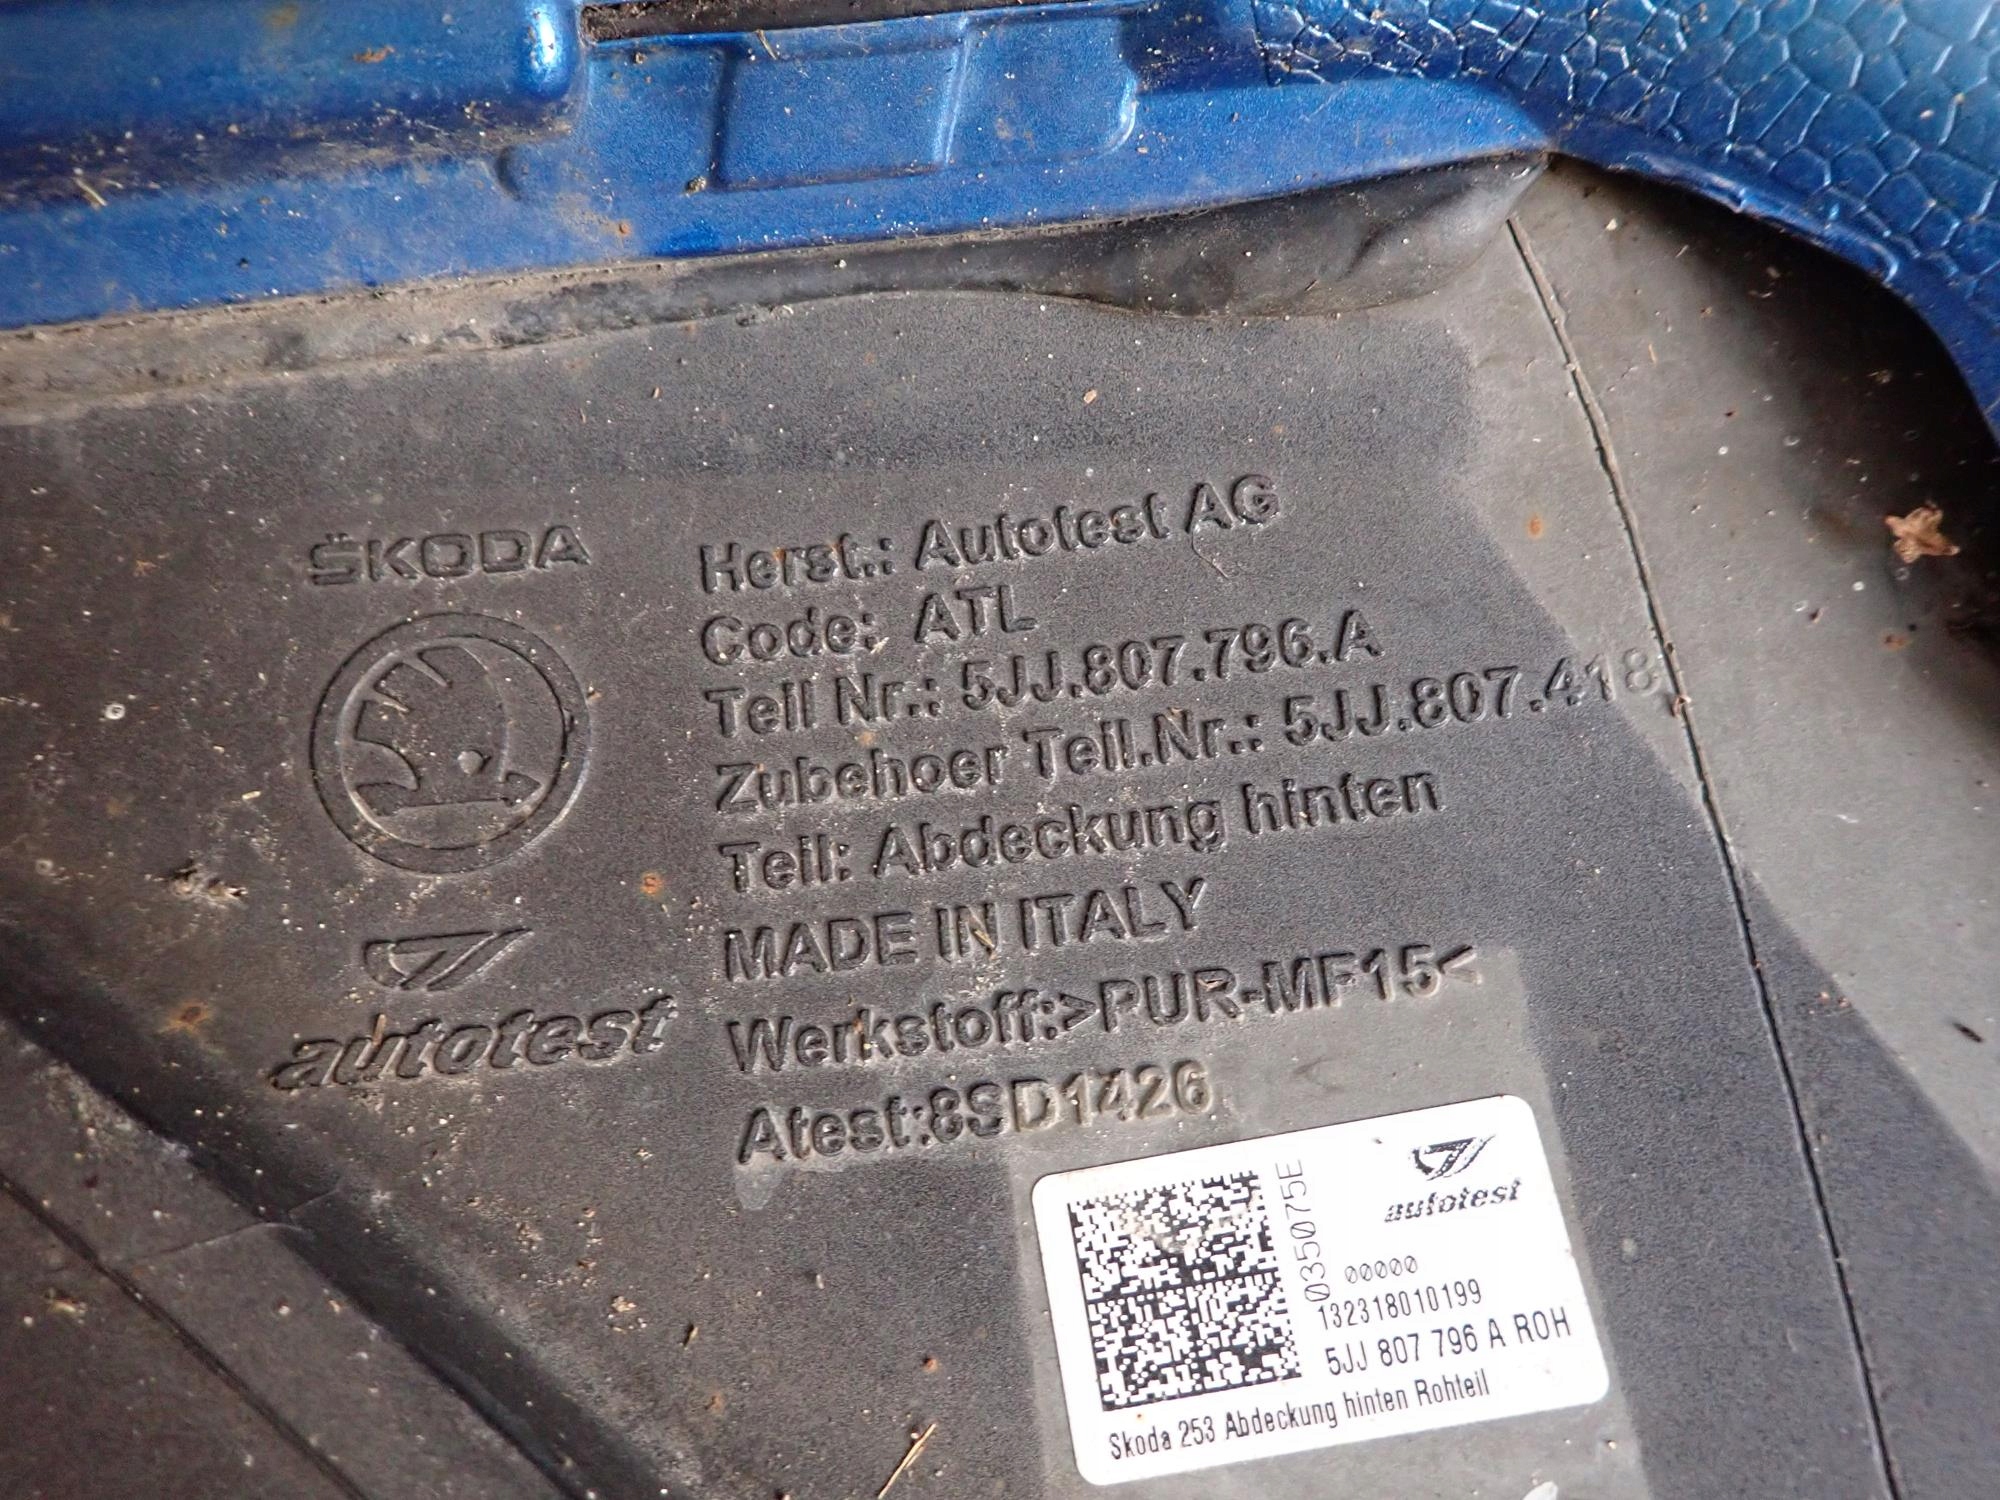 ŠKODA
autotest
Herst.: Autotest AG
Code: ATL
Teil Nr.: 5JJ.807.796.A
Zubehoer Teil.Nr.: 5JJ.807.418
Teil: Abdeckung hinten
MADE IN ITALY
Werkstoff:>PUR-MF15<
Atest:8SD1426
autotest
035075E
00000
132318010199
5JJ 807 796 A ROH
Skoda 253 Abdeckung hinten Rohteil